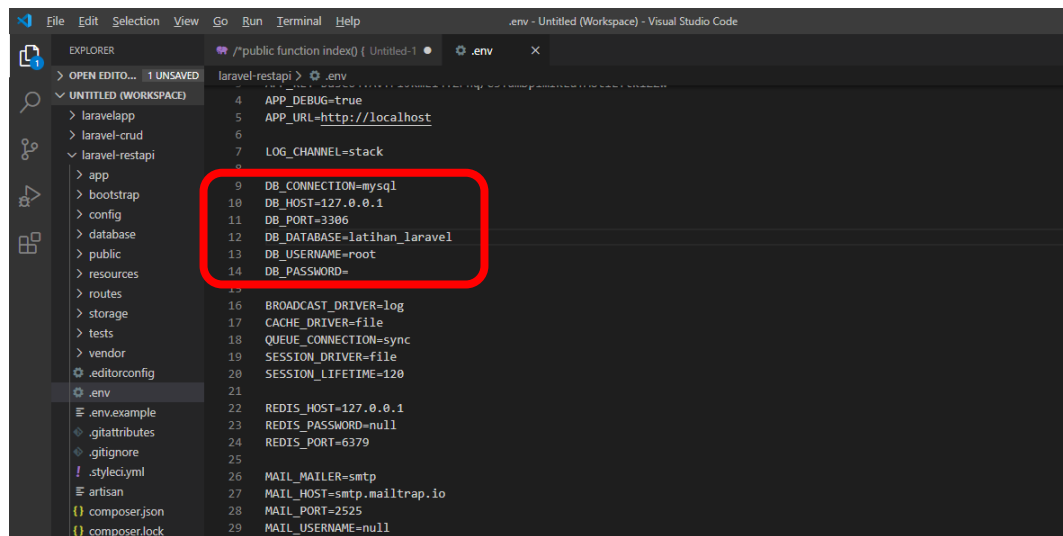 File Edit Selection View Go Run Terminal Help .env - Untitled (Workspace) - Visual Studio Code
EXPLORER
/*public function index() { Untitled-1 ● .env ×
> OPEN EDITO... 1 UNSAVED
laravel-restapi > .env
1
UNTITLED (WORKSPACE)
> laravelapp
> laravel-crud
laravel-restapi
> app
> bootstrap
> config
> database
> public
> resources
> routes
> storage
> tests
> vendor
.editorconfig
.env
.env.example
.gitattributes
.gitignore
! .styleci.yml
artisan
{} composer.json
{} composer.lock
4 APP_DEBUG=true
5 APP_URL=http://localhost
6
7 LOG_CHANNEL=stack
8
9 DB_CONNECTION=mysql
10 DB_HOST=127.0.0.1
11 DB_PORT=3306
12 DB_DATABASE=latihan_laravel
13 DB_USERNAME=root
14 DB_PASSWORD=
15
16 BROADCAST_DRIVER=log
17 CACHE_DRIVER=file
18 QUEUE_CONNECTION=sync
19 SESSION_DRIVER=file
20 SESSION_LIFETIME=120
21
22 REDIS_HOST=127.0.0.1
23 REDIS_PASSWORD=null
24 REDIS_PORT=6379
25
26 MAIL_MAILER=smtp
27 MAIL_HOST=smtp.mailtrap.io
28 MAIL_PORT=2525
29 MAIL_USERNAME=null